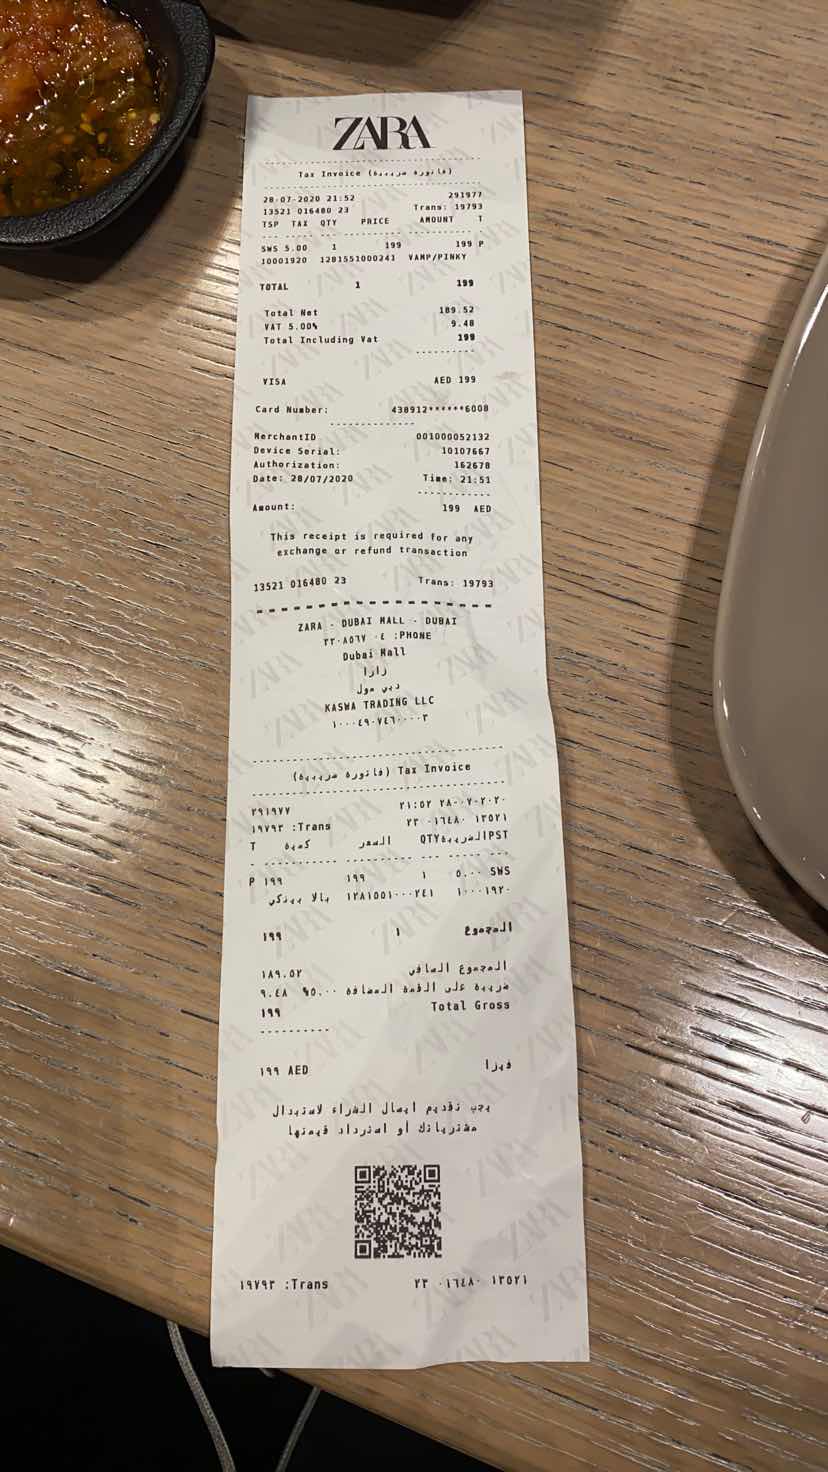 ZARA
Tax Invoice (فاتورة ضريبية)
28-07-2020 21:52 291977
13521 016480 23 Trans: 19793
TSP TAX QTY PRICE AMOUNT T
SWS 5.00 1 199 199 P
10001920 1281551000241 VAMP/PINKY
TOTAL 1 199
Total Net 189.52
VAT 5.00% 9.48
Total Including Vat 199
VISA AED 199
Card Number: 430912******6008
MerchantID 001000052132
Device Serial: 10107667
Authorization: 162678
Date: 28/07/2020 Time: 21:51
Amount: 199 AED
This receipt is required for any
exchange or refund transaction
13521 016480 23 Trans: 19793
ZARA - DUBAI MALL - DUBAI
٠٤ ٢٢٠٨٥٦٧ :PHONE
Dubai Mall
زارا
دبي مول
KASWA TRADING LLC
١٠٠٠٤٩٠٧٤٦٠٠٠٠٣
Tax Invoice (فاتورة ضريبية)
٢٩١٩٧٧ ٢١:٥٢ ٢٨-٠٧-٢٠٢٠
١٩٧٩٣ :Trans ٢٣ ٠١٦٤٨٠ ١٣٥٢١
T كمية السعر QTYالضريبةPST
P ١٩٩ ١٩٩ ١ ٥.٠٠ SWS
بينكي ١٢٨١٥٥١٠٠٠٢٤١ ١٠٠٠١٩٢٠
المجموع ١ ١٩٩
المجموع الصافي ١٨٩.٥٢
ضريبة على القمة المضافة ٥.٠٠% ٩.٤٨
١٩٩ Total Gross
فيزا ١٩٩ AED
يجب تقديم ايصال الشراء لاستبدال
مشترياتك أو استرداد قيمتها
١٩٧٩٣ :Trans ٢٣ ٠١٦٤٨٠ ١٣٥٢١